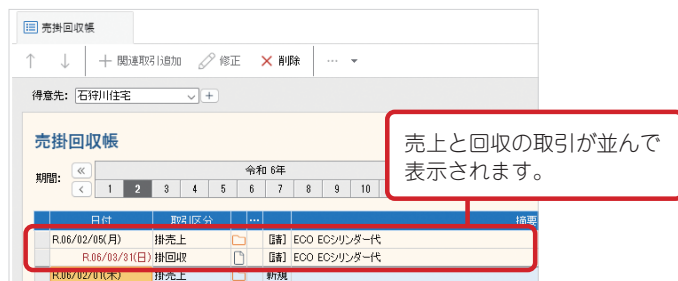 売掛回収帳
↑ ↓ + 関連取引追加 修正 × 削除 …
得意先: 石狩川住宅 +
売掛回収帳
売上と回収の取引が並んで
表示されます。
期間: 令和 6年
1 2 3 4 5 6 7 8 9 10
日付 取引区分 … 摘要
R.06/02/05(月) 掛売上 [請] ECO ECシリンダー代
R.06/03/31(日) 掛回収 [請] ECO ECシリンダー代
R.06/02/01(木) 掛売上 新規